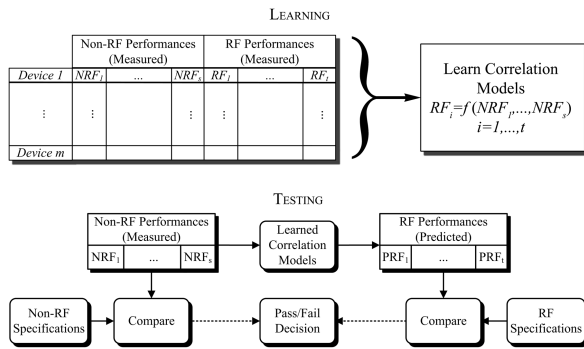 LEARNING
Non-RF Performances (Measured)
RF Performances (Measured)
Device 1 NRF1 ... NRFs RF1 ... RFt
⋮ ⋮ ⋮ ⋮ ⋮
Device m
Learn Correlation
Models
RFi=f (NRF1,...,NRFs)
i=1,...,t
TESTING
Non-RF Performances
(Measured)
NRF1 ... NRFs
Learned
Correlation
Models
RF Performances
(Predicted)
PRF1 ... PRFt
Non-RF
Specifications
Compare
Pass/Fail
Decision
Compare
RF
Specifications